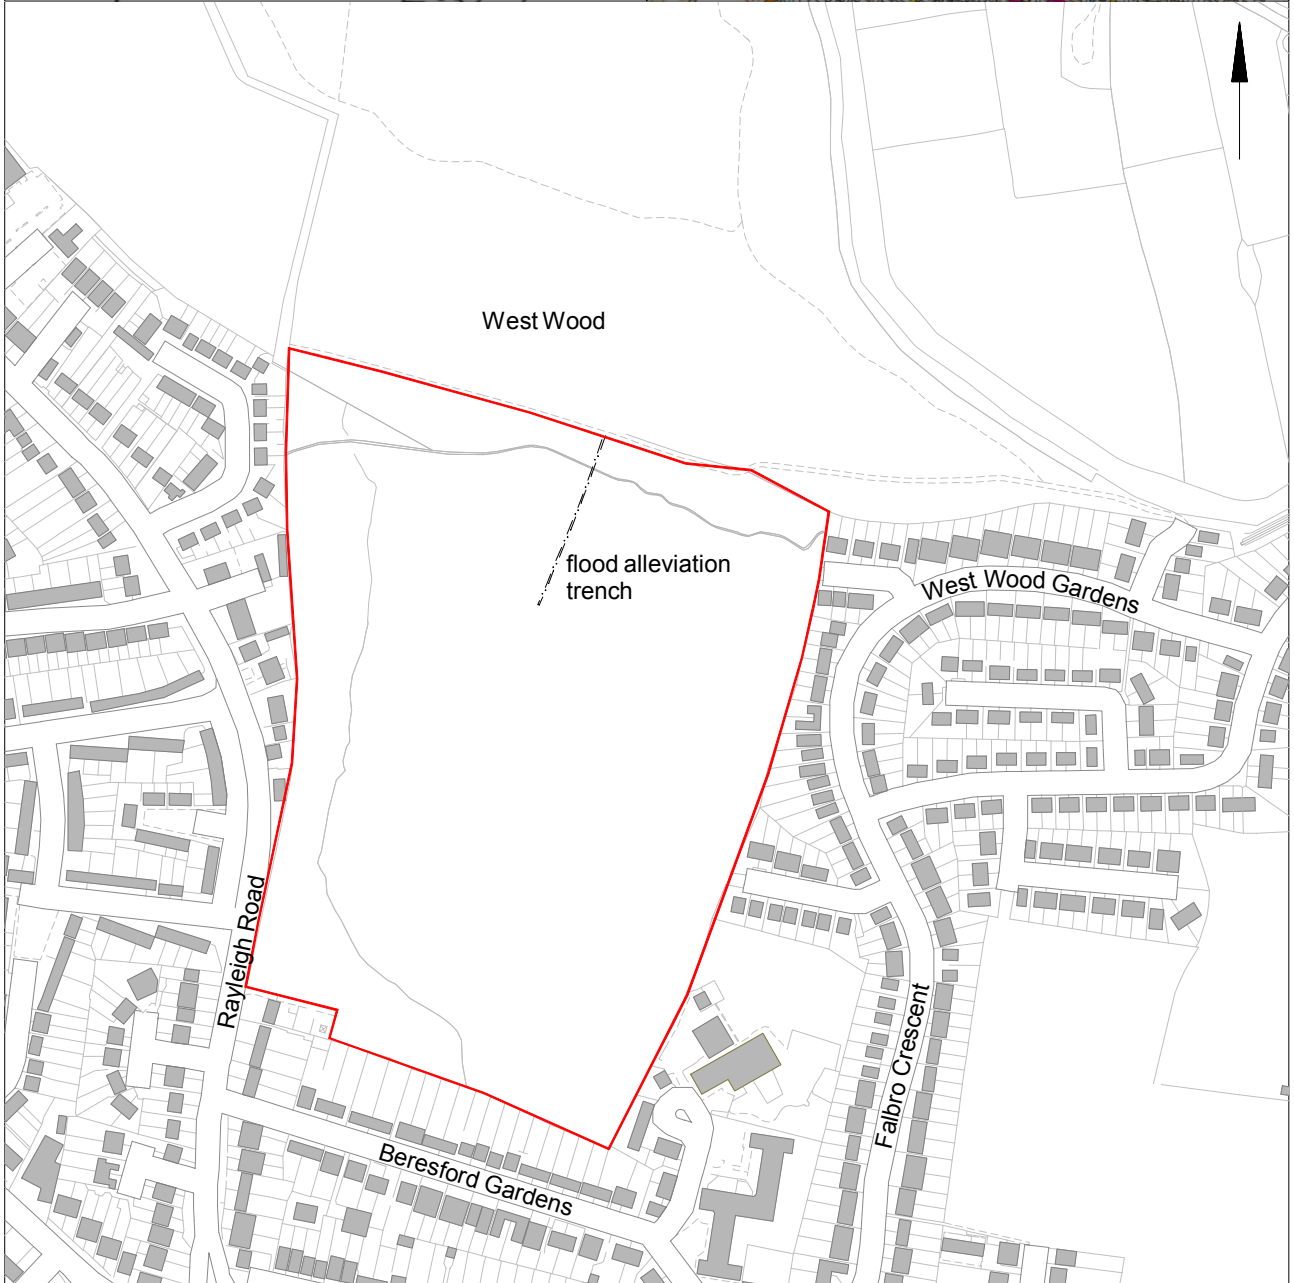 West Wood
flood alleviation
trench
West Wood Gardens
Rayleigh Road
Falbro Crescent
Beresford Gardens